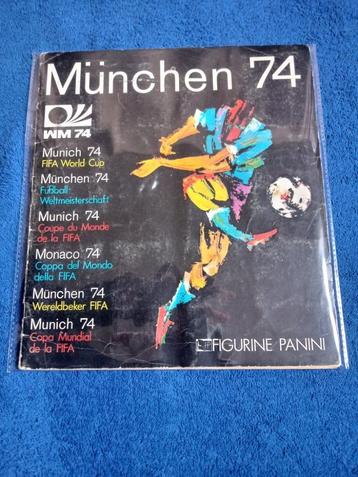 München 74
WM 74
Munich 74
FIFA World Cup
München 74
Fußball-
Weltmeisterschaft
Munich 74
Coupe du Monde
de la FIFA
Monaco 74
Coppa del Mondo
della FIFA
München 74
Wereldbeker FIFA
Munich 74
Copa Mundial
de la FIFA
FIGURINE PANINI